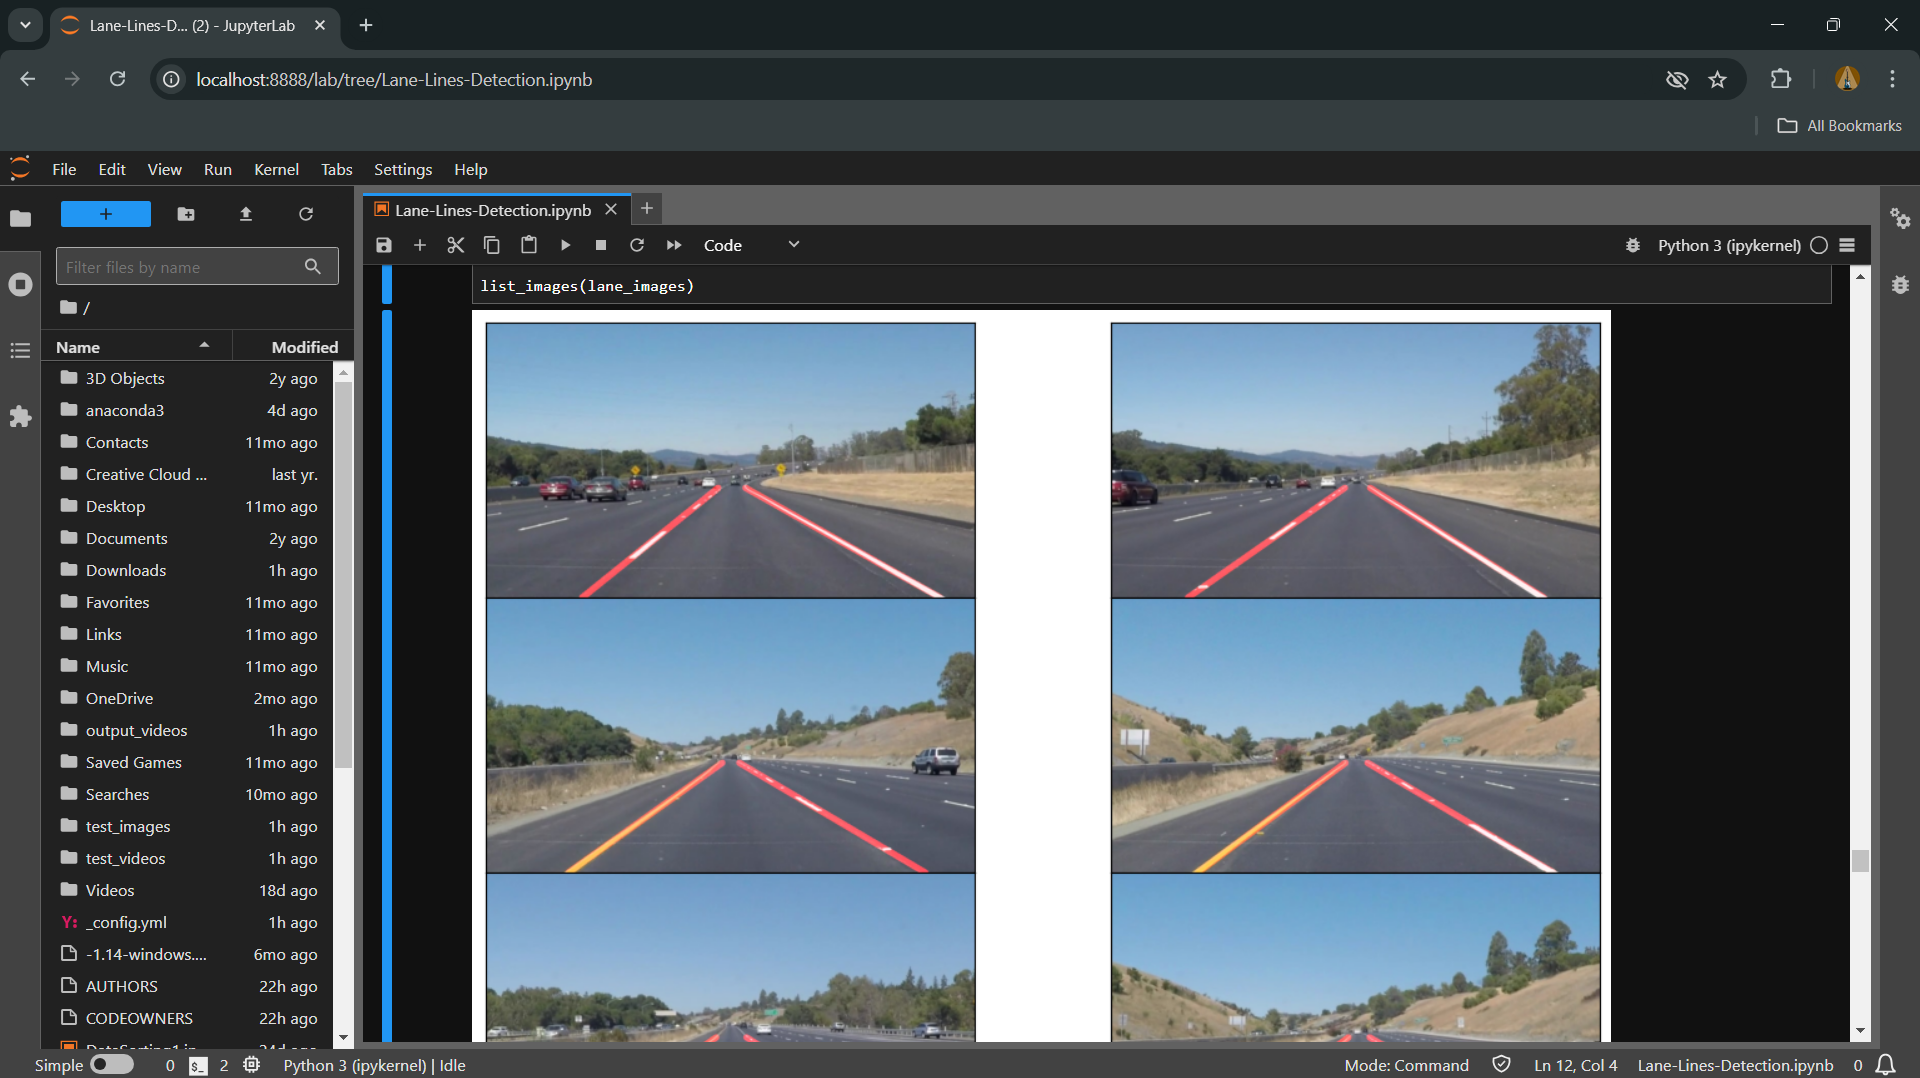 Lane-Lines-D... (2) - JupyterLab
localhost:8888/lab/tree/Lane-Lines-Detection.ipynb
All Bookmarks
File Edit View Run Kernel Tabs Settings Help
+
Filter files by name
/
Name Modified
3D Objects 2y ago
anaconda3 4d ago
Contacts 11mo ago
Creative Cloud ... last yr.
Desktop 11mo ago
Documents 2y ago
Downloads 1h ago
Favorites 11mo ago
Links 11mo ago
Music 11mo ago
OneDrive 2mo ago
output_videos 1h ago
Saved Games 11mo ago
Searches 10mo ago
test_images 1h ago
test_videos 1h ago
Videos 18d ago
Y: _config.yml 1h ago
-1.14-windows.... 6mo ago
AUTHORS 22h ago
CODEOWNERS 22h ago
Lane-Lines-Detection.ipynb
Code
Python 3 (ipykernel)
list_images(lane_images)
Simple 0 $_ 2 Python 3 (ipykernel) | Idle
Mode: Command Ln 12, Col 4 Lane-Lines-Detection.ipynb 0